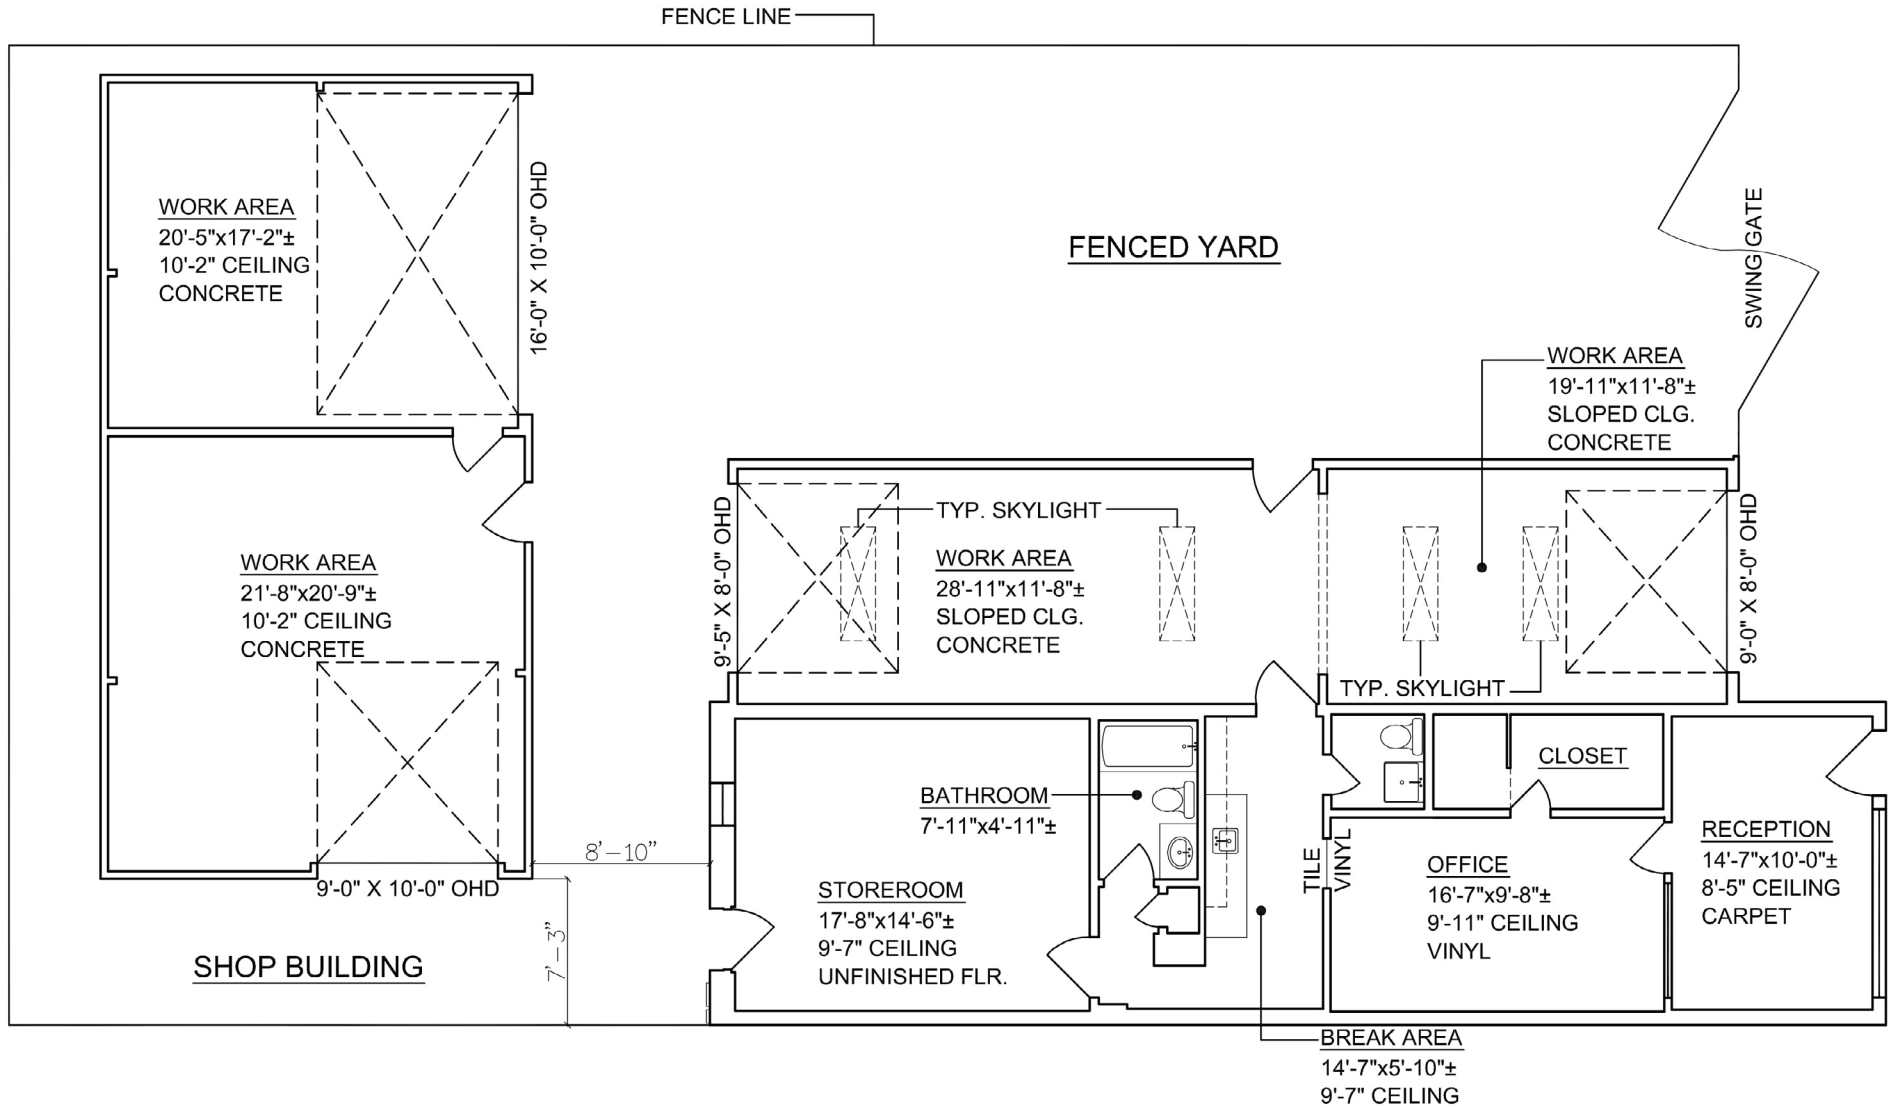 FENCE LINE
WORK AREA
20'-5"x17'-2"±
10'-2" CEILING
CONCRETE
16'-0" X 10'-0" OHD
FENCED YARD
SWING GATE
WORK AREA
19'-11"x11'-8"±
SLOPED CLG.
CONCRETE
WORK AREA
21'-8"x20'-9"±
10'-2" CEILING
CONCRETE
9'-0" X 10'-0" OHD
9'-5" X 8'-0" OHD
TYP. SKYLIGHT
WORK AREA
28'-11"x11'-8"±
SLOPED CLG.
CONCRETE
TYP. SKYLIGHT
9'-0" X 8'-0" OHD
8'-10"
7'-3"
SHOP BUILDING
STOREROOM
17'-8"x14'-6"±
9'-7" CEILING
UNFINISHED FLR.
BATHROOM
7'-11"x4'-11"±
TILE
VINYL
CLOSET
OFFICE
16'-7"x9'-8"±
9'-11" CEILING
VINYL
RECEPTION
14'-7"x10'-0"±
8'-5" CEILING
CARPET
BREAK AREA
14'-7"x5'-10"±
9'-7" CEILING